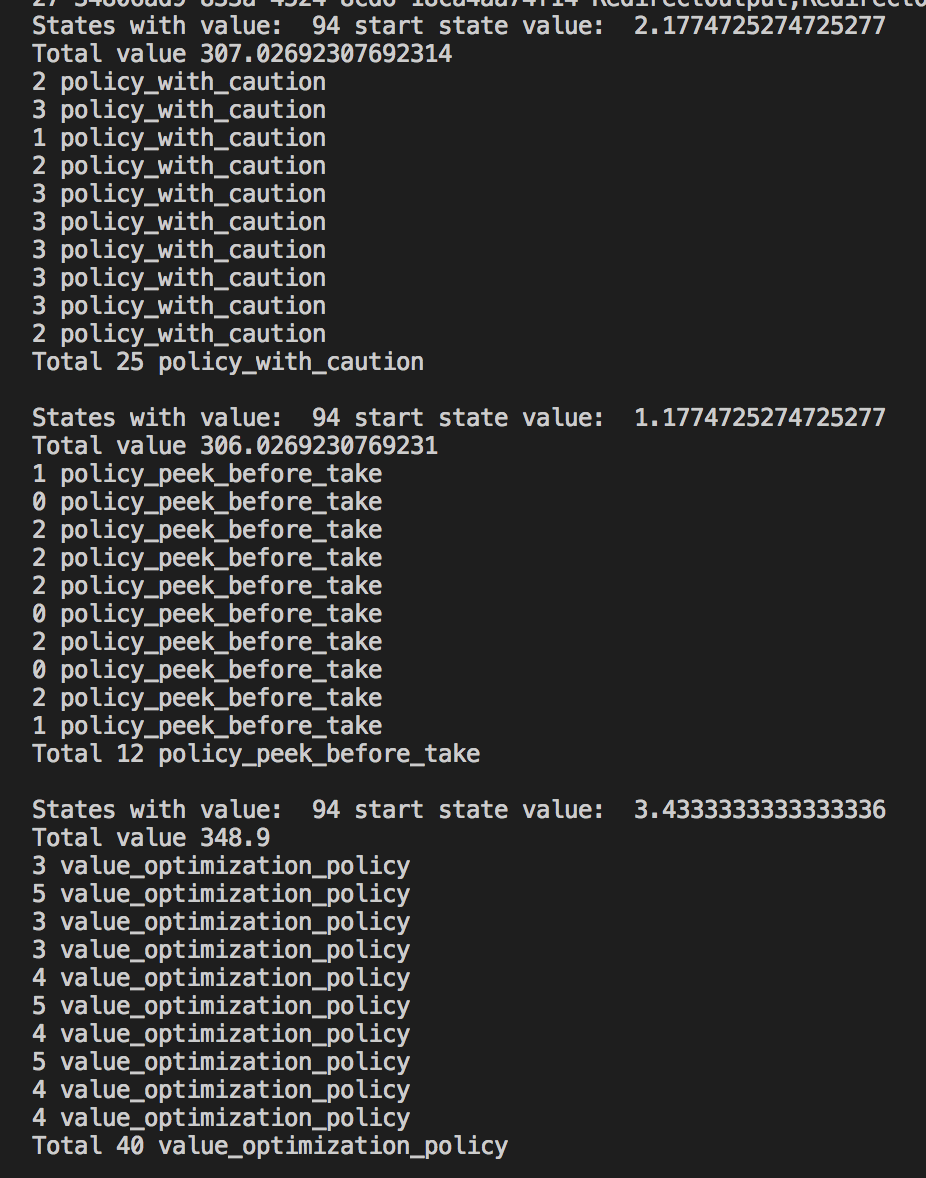 States with value:  94 start state value:  2.1774725274725277
Total value 307.02692307692314
2 policy_with_caution
3 policy_with_caution
1 policy_with_caution
2 policy_with_caution
3 policy_with_caution
3 policy_with_caution
3 policy_with_caution
3 policy_with_caution
3 policy_with_caution
2 policy_with_caution
Total 25 policy_with_caution
States with value:  94 start state value:  1.1774725274725277
Total value 306.0269230769231
1 policy_peek_before_take
0 policy_peek_before_take
2 policy_peek_before_take
2 policy_peek_before_take
2 policy_peek_before_take
0 policy_peek_before_take
2 policy_peek_before_take
0 policy_peek_before_take
2 policy_peek_before_take
1 policy_peek_before_take
Total 12 policy_peek_before_take
States with value:  94 start state value:  3.4333333333333336
Total value 348.9
3 value_optimization_policy
5 value_optimization_policy
3 value_optimization_policy
3 value_optimization_policy
4 value_optimization_policy
5 value_optimization_policy
4 value_optimization_policy
5 value_optimization_policy
4 value_optimization_policy
4 value_optimization_policy
Total 40 value_optimization_policy